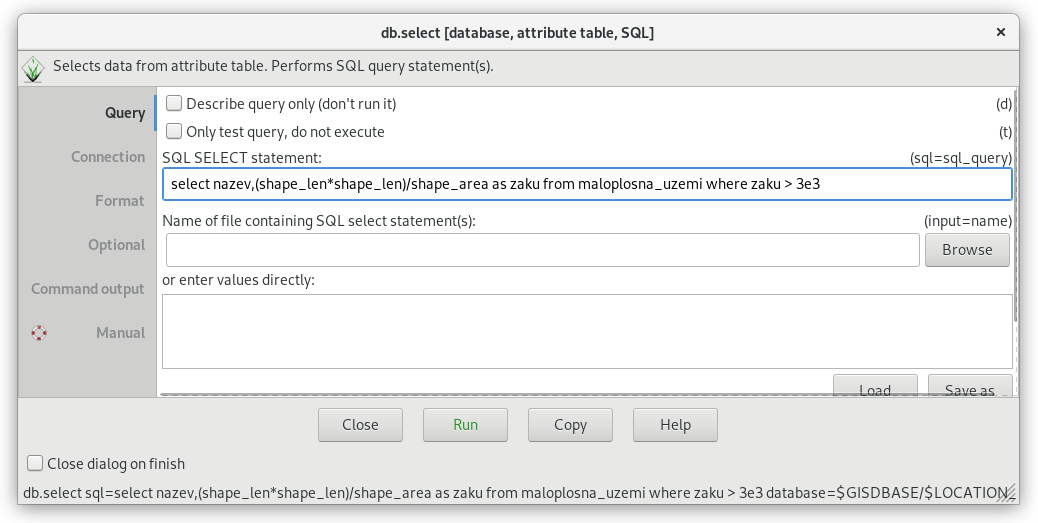 db.select [database, attribute table, SQL]
Selects data from attribute table. Performs SQL query statement(s).
Query
Connection
Format
Optional
Command output
Manual
Describe query only (don't run it) (d)
Only test query, do not execute (t)
SQL SELECT statement: (sql=sql_query)
select nazev,(shape_len*shape_len)/shape_area as zaku from maloplosna_uzemi where zaku > 3e3
Name of file containing SQL select statement(s): (input=name)
Browse
or enter values directly:
Load Save as
Close Run Copy Help
Close dialog on finish
db.select sql=select nazev,(shape_len*shape_len)/shape_area as zaku from maloplosna_uzemi where zaku > 3e3 database=$GISDBASE/$LOCATION_